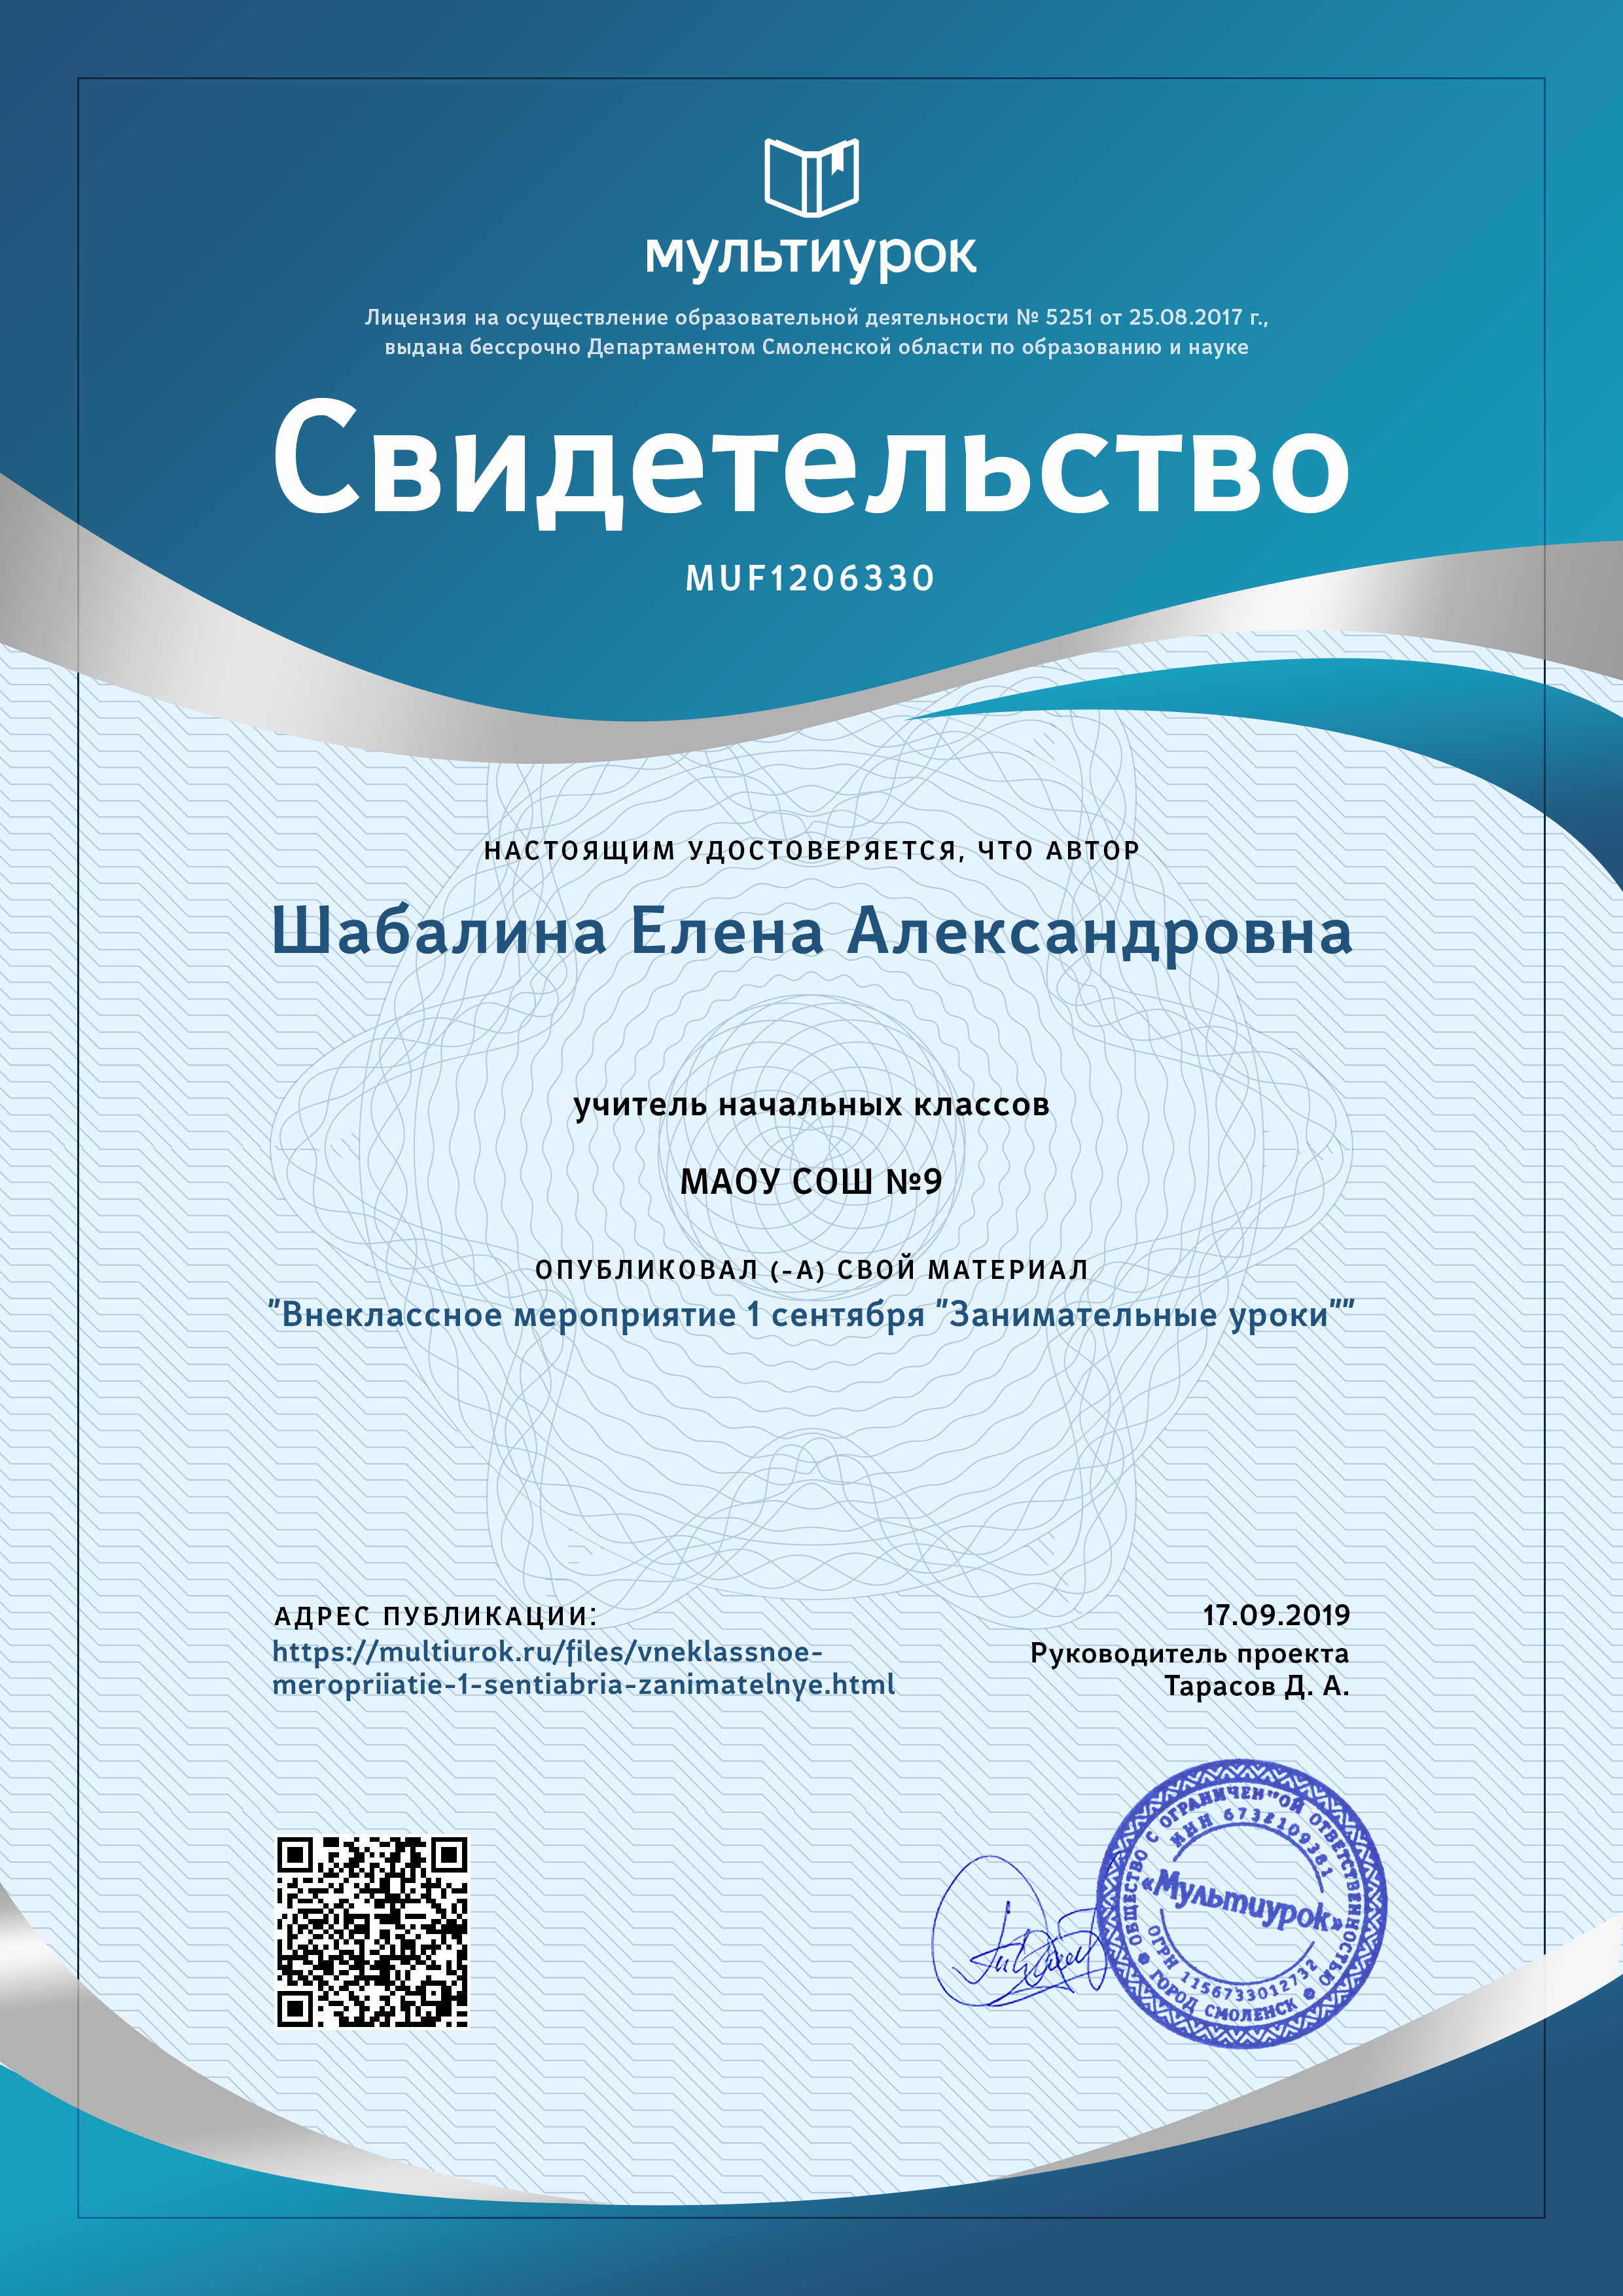 мультиурок
Лицензия на осуществление образовательной деятельности № 5251 от 25.08.2017 г.,
выдана бессрочно Департаментом Смоленской области по образованию и науке
Свидетельство
MUF1206330
НАСТОЯЩИМ УДОСТОВЕРЯЕТСЯ, ЧТО АВТОР
Шабалина Елена Александровна
учитель начальных классов
МАОУ СОШ №9
ОПУБЛИКОВАЛ (-А) СВОЙ МАТЕРИАЛ
"Внеклассное мероприятие 1 сентября "Занимательные уроки""
АДРЕС ПУБЛИКАЦИИ:
https://multiurok.ru/files/vneklassnoe-
meropriiatie-1-sentiabria-zanimatelnye.html
17.09.2019
Руководитель проекта
Тарасов Д. А.
ОБЩЕСТВО С ОГРАНИЧЕННОЙ ОТВЕТСТВЕННОСТЬЮ
ИНН 6732109381
«Мультиурок»
ОГРН 1156733012732
ГОРОД СМОЛЕНСК